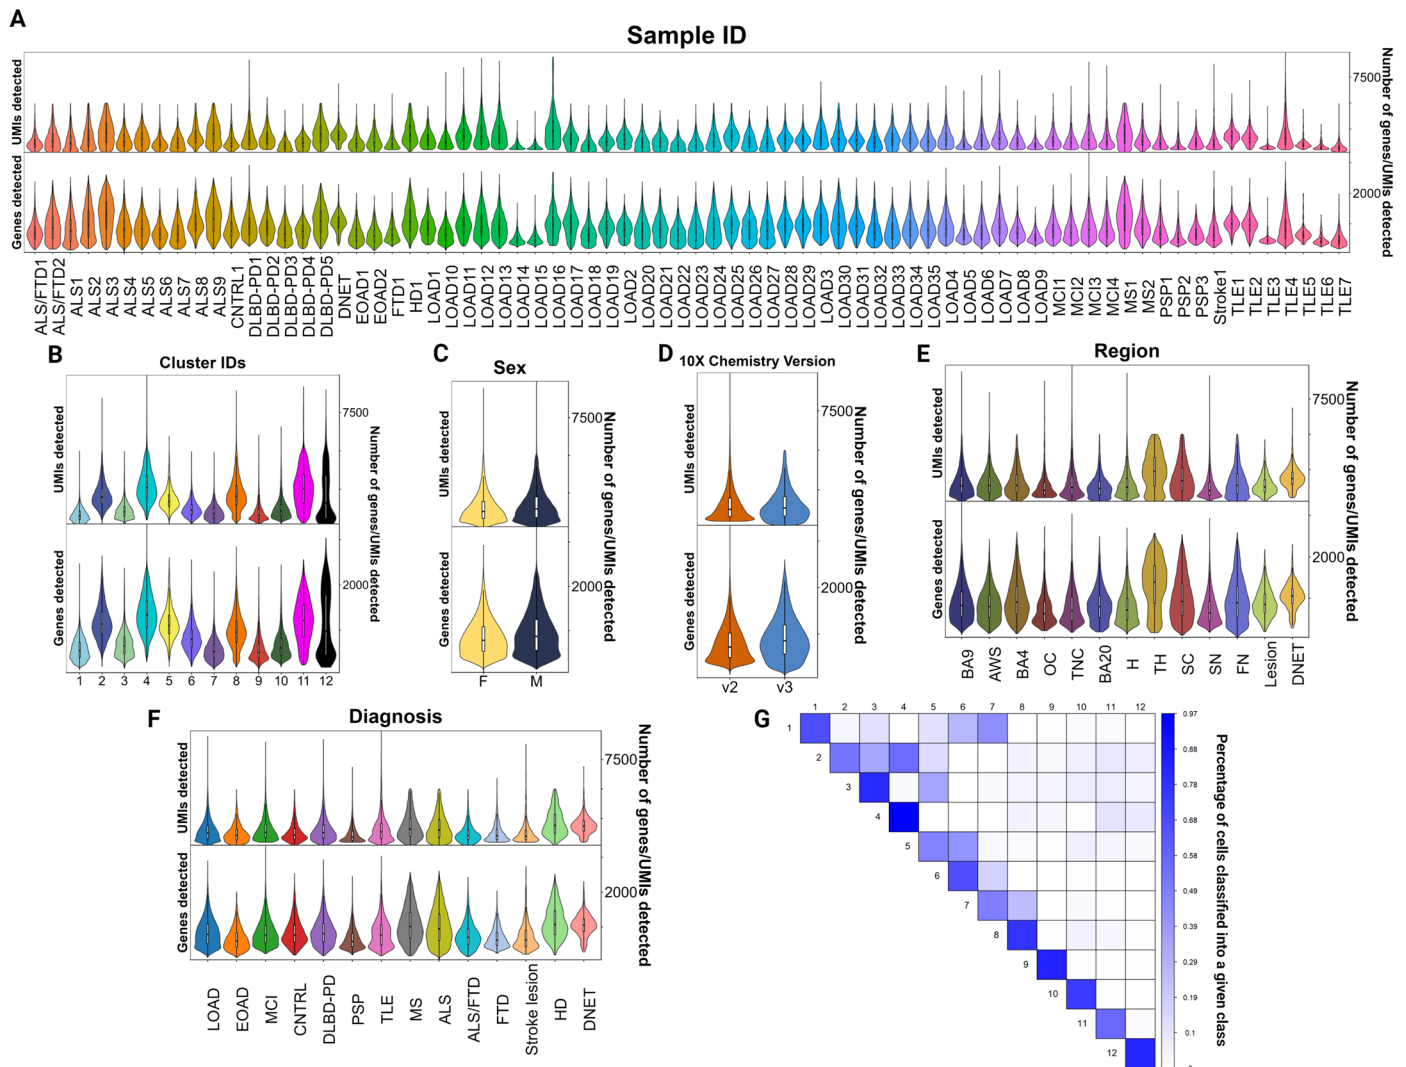 A
Sample ID
UMIs detected
Genes detected
7500
2000
Number of genes/UMIs detected
ALS/FTD1
ALS/FTD2
ALS1
ALS2
ALS3
ALS4
ALS5
ALS6
ALS7
ALS8
ALS9
CNTRL1
DLBD-PD1
DLBD-PD2
DLBD-PD3
DLBD-PD4
DLBD-PD5
DNET
EOAD1
EOAD2
FTD1
HD1
LOAD1
LOAD10
LOAD11
LOAD12
LOAD13
LOAD14
LOAD15
LOAD16
LOAD17
LOAD18
LOAD19
LOAD2
LOAD20
LOAD21
LOAD22
LOAD23
LOAD24
LOAD25
LOAD26
LOAD27
LOAD28
LOAD29
LOAD3
LOAD30
LOAD31
LOAD32
LOAD33
LOAD34
LOAD35
LOAD4
LOAD5
LOAD6
LOAD7
LOAD8
LOAD9
MCI1
MCI2
MCI3
MCI4
MS1
MS2
PSP1
PSP2
PSP3
Stroke1
TLE1
TLE2
TLE3
TLE4
TLE5
TLE6
TLE7
B
Cluster IDs
UMIs detected
Genes detected
7500
2000
Number of genes/UMIs detected
1 2 3 4 5 6 7 8 9 10 11 12
C
Sex
UMIs detected
Genes detected
7500
2000
Number of genes/UMIs detected
F M
D
10X Chemistry Version
UMIs detected
Genes detected
7500
2000
Number of genes/UMIs detected
v2 v3
E
Region
UMIs detected
Genes detected
7500
2000
Number of genes/UMIs detected
BA9
AWS
BA4
OC
TNC
BA20
H
TH
SC
SN
FN
Lesion
DNET
F
Diagnosis
UMIs detected
Genes detected
7500
2000
Number of genes/UMIs detected
LOAD
EOAD
MCI
CNTRL
DLBD-PD
PSP
TLE
MS
ALS
ALS/FTD
FTD
Stroke lesion
HD
DNET
G
1 2 3 4 5 6 7 8 9 10 11 12
1
2
3
4
5
6
7
8
9
10
11
12
0.97
0.88
0.78
0.68
0.58
0.49
0.39
0.29
0.19
0.1
Percentage of cells classified into a given class